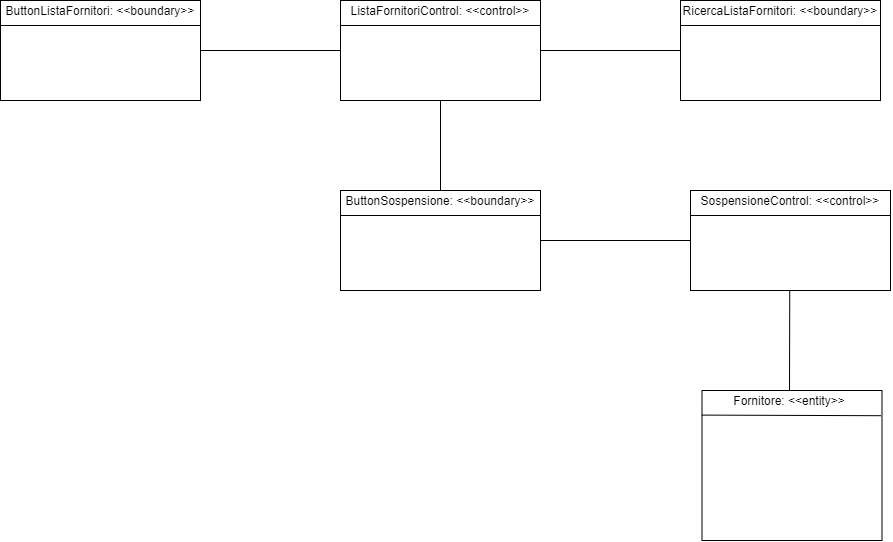 ButtonListaFornitori: <<boundary>>
ListaFornitoriControl: <<control>>
RicercaListaFornitori: <<boundary>>
ButtonSospensione: <<boundary>>
SospensioneControl: <<control>>
Fornitore: <<entity>>